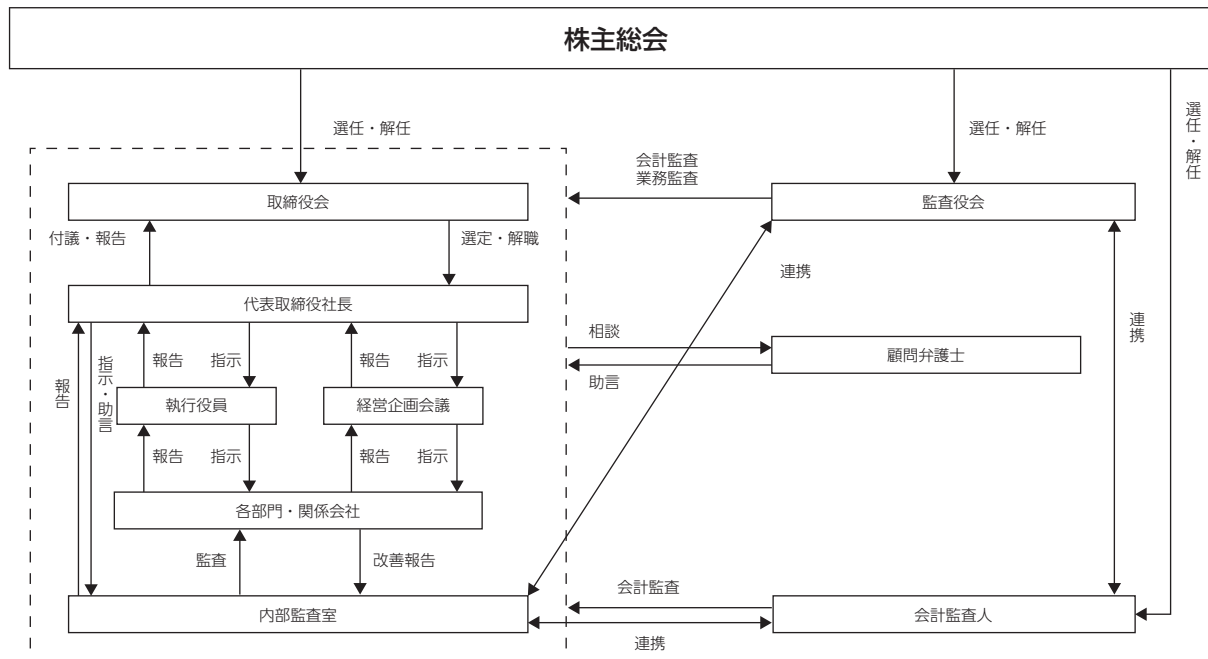 株主総会
選任・解任
選任・解任
選任・解任
会計監査
業務監査
取締役会
監査役会
付議・報告
選定・解職
連携
代表取締役社長
相談
顧問弁護士
助言
連携
報告
指示・助言
報告
指示
報告
指示
執行役員
経営企画会議
報告
指示
報告
指示
各部門・関係会社
監査
改善報告
会計監査
内部監査室
会計監査人
連携